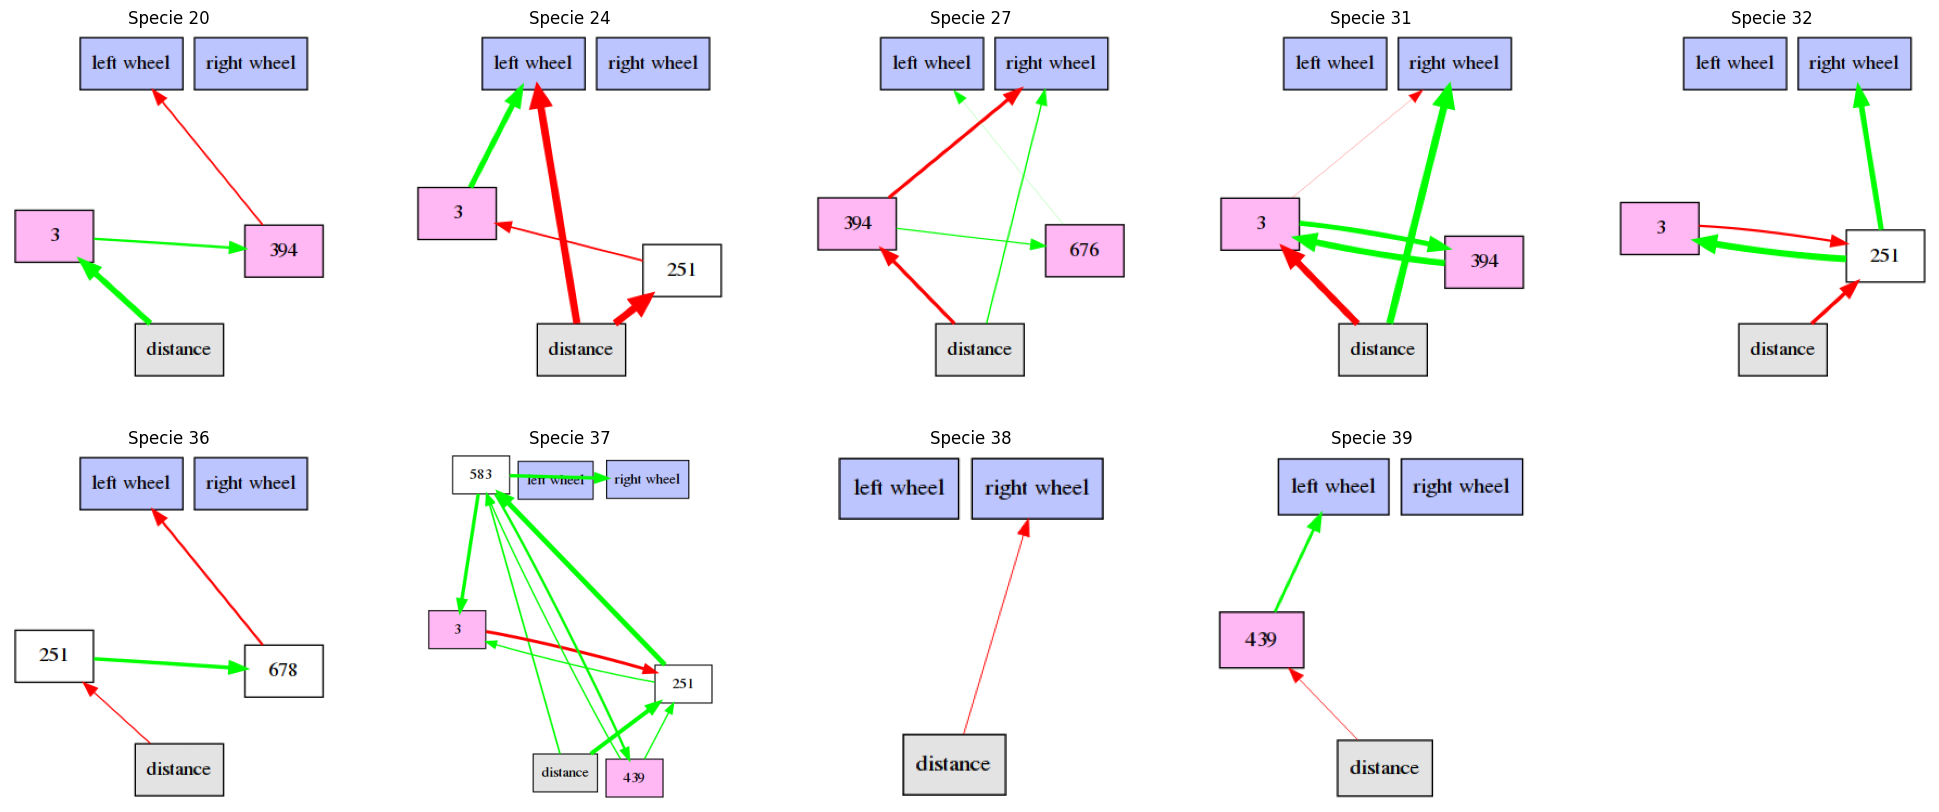 Specie 20
left wheel right wheel
3
394
distance
Specie 24
left wheel right wheel
3
251
distance
Specie 27
left wheel right wheel
394
676
distance
Specie 31
left wheel right wheel
3
394
distance
Specie 32
left wheel right wheel
3
251
distance
Specie 36
left wheel right wheel
251
678
distance
Specie 37
583 left wheel right wheel
3
251
distance 439
Specie 38
left wheel right wheel
distance
Specie 39
left wheel right wheel
439
distance